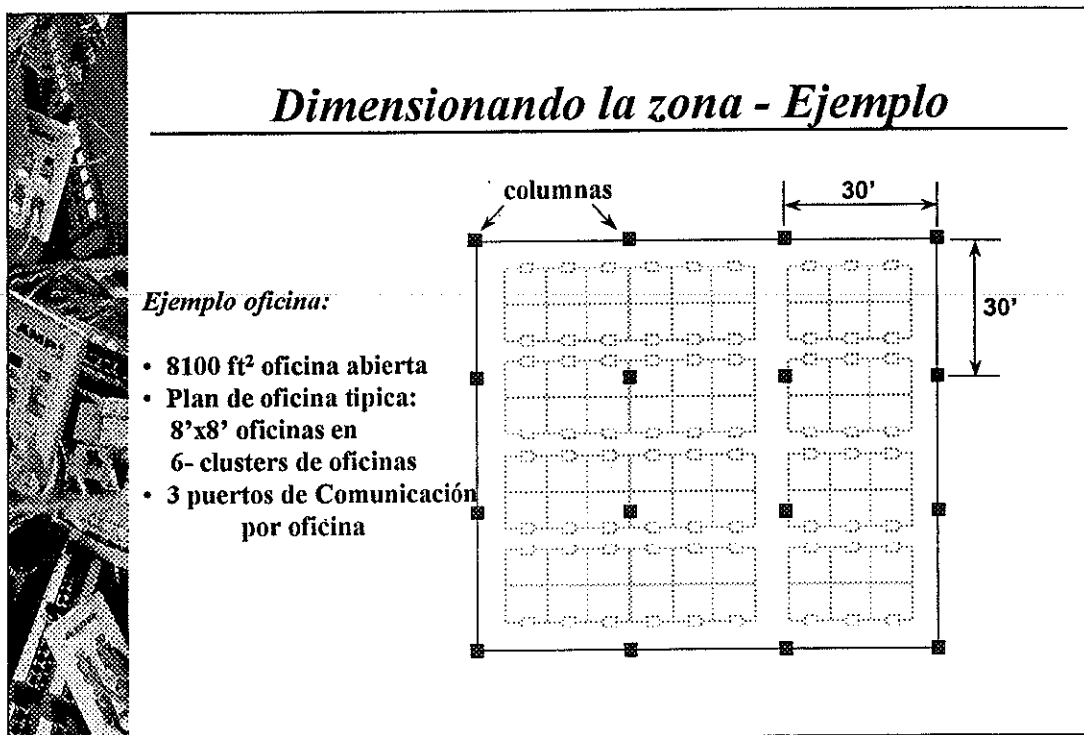 Dimensionando la zona - Ejemplo
columnas
30'
30'
Ejemplo oficina:
• 8100 ft² oficina abierta
• Plan de oficina tipica:
8'x8' oficinas en
6- clusters de oficinas
• 3 puertos de Comunicación
por oficina